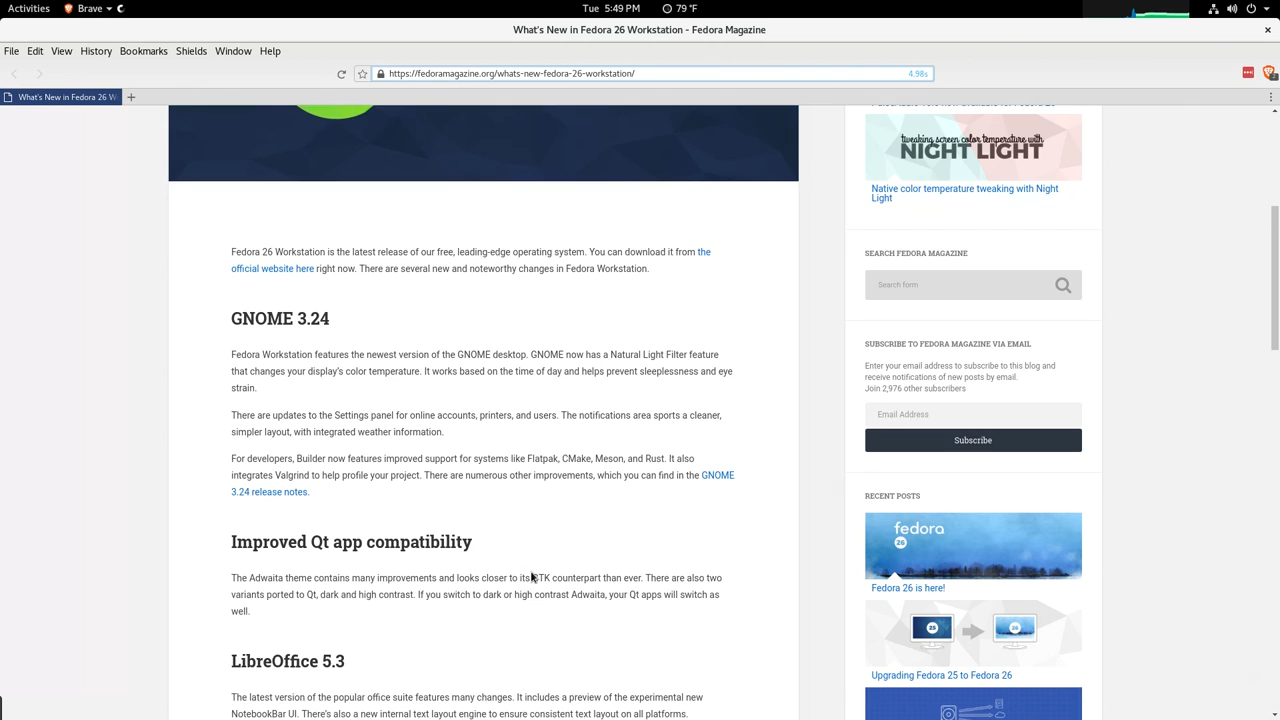 Activities
Brave
Tue 5:49 PM
79 °F
What's New in Fedora 26 Workstation - Fedora Magazine
File Edit View History Bookmarks Shields Window Help
https://fedoramagazine.org/whats-new-fedora-26-workstation/
4.98s
What's New in Fedora 26 W
Fedora 26 Workstation is the latest release of our free, leading-edge operating system. You can download it from the
official website here right now. There are several new and noteworthy changes in Fedora Workstation.
GNOME 3.24
Fedora Workstation features the newest version of the GNOME desktop. GNOME now has a Natural Light Filter feature
that changes your display's color temperature. It works based on the time of day and helps prevent sleeplessness and eye
strain.
There are updates to the Settings panel for online accounts, printers, and users. The notifications area sports a cleaner,
simpler layout, with integrated weather information.
For developers, Builder now features improved support for systems like Flatpak, CMake, Meson, and Rust. It also
integrates Valgrind to help profile your project. There are numerous other improvements, which you can find in the GNOME
3.24 release notes.
Improved Qt app compatibility
The Adwaita theme contains many improvements and looks closer to its GTK counterpart than ever. There are also two
variants ported to Qt, dark and high contrast. If you switch to dark or high contrast Adwaita, your Qt apps will switch as
well.
LibreOffice 5.3
The latest version of the popular office suite features many changes. It includes a preview of the experimental new
NotebookBar UI. There's also a new internal text layout engine to ensure consistent text layout on all platforms.
tweaking screen color temperature with
NIGHT LIGHT
Native color temperature tweaking with Night
Light
SEARCH FEDORA MAGAZINE
Search form
SUBSCRIBE TO FEDORA MAGAZINE VIA EMAIL
Enter your email address to subscribe to this blog and
receive notifications of new posts by email.
Join 2,976 other subscribers
Email Address
Subscribe
RECENT POSTS
fedora
26
Fedora 26 is here!
25
26
Upgrading Fedora 25 to Fedora 26